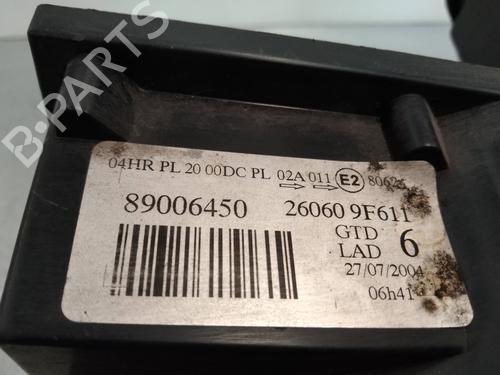 B-PARTS
04HR PL 20 00DC PL 02A 011 E2
89006450 26060 9F611
GTD
LAD 6
27/07/2004
06h41